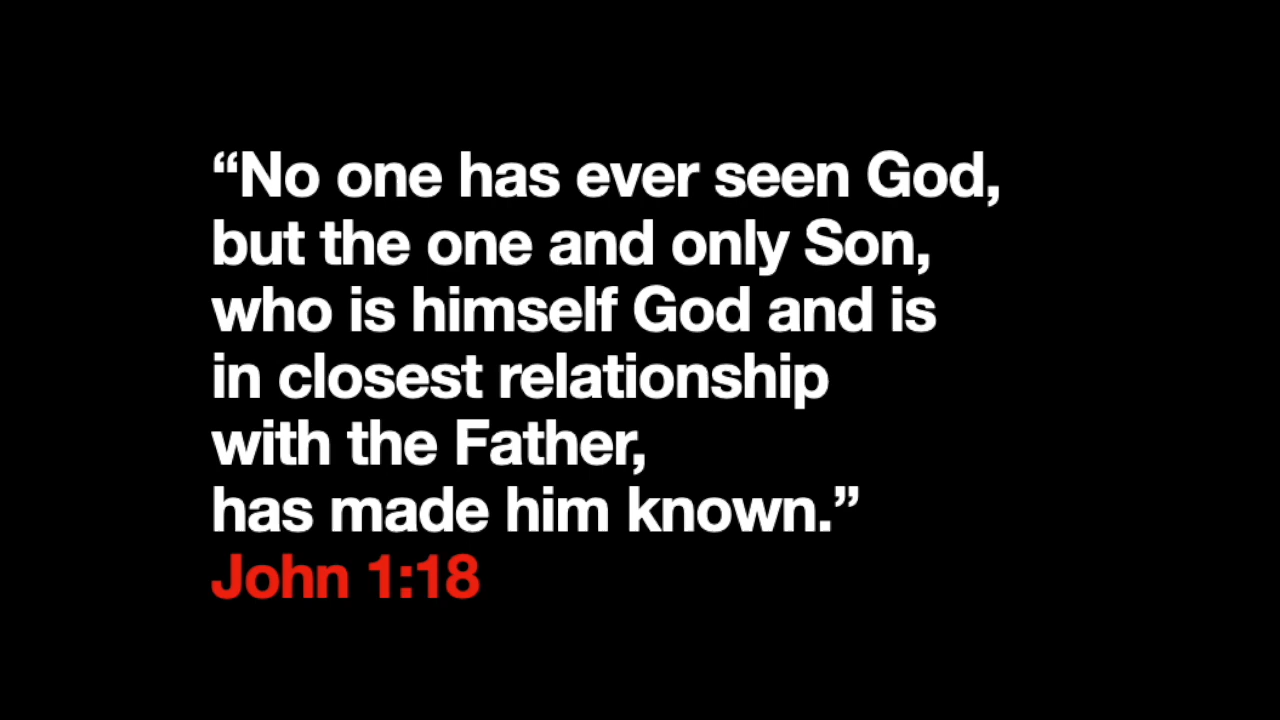 “No one has ever seen God,
but the one and only Son,
who is himself God and is
in closest relationship
with the Father,
has made him known.”
John 1:18